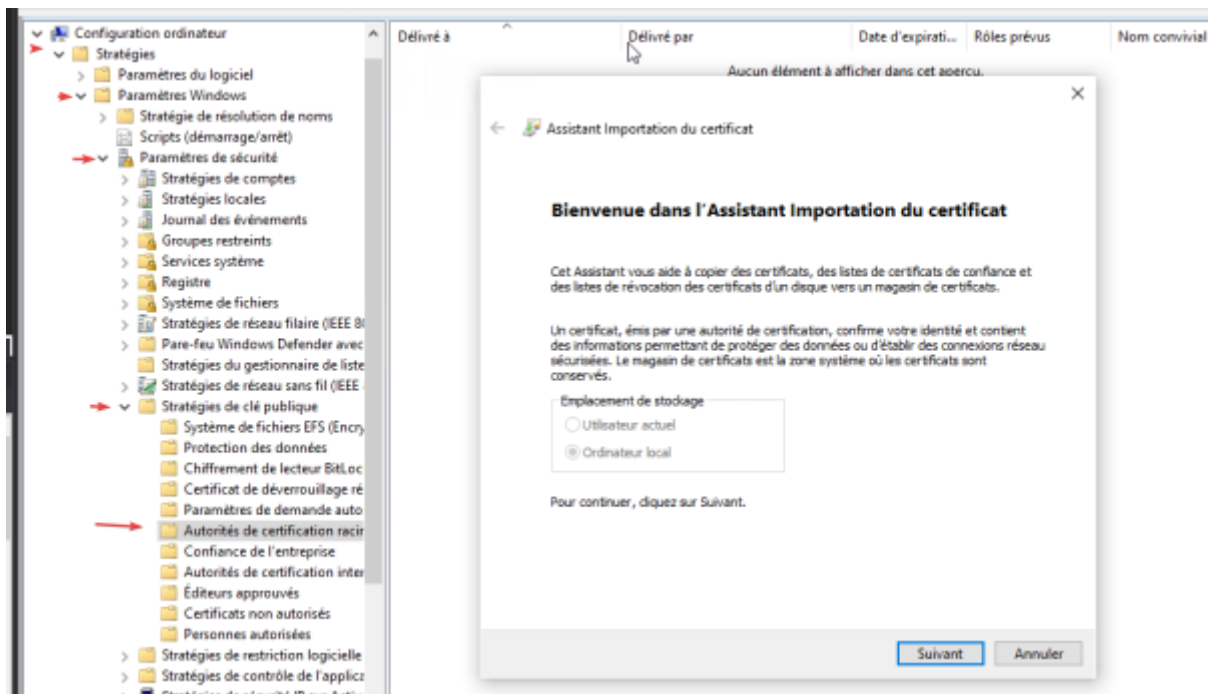 Configuration ordinateur
Stratégies
Paramètres du logiciel
Paramètres Windows
Stratégie de résolution de noms
Scripts (démarrage/arrêt)
Paramètres de sécurité
Stratégies de comptes
Stratégies locales
Journal des événements
Groupes restreints
Services système
Registre
Système de fichiers
Stratégies de réseau filaire (IEEE 80
Pare-feu Windows Defender avec
Stratégies du gestionnaire de liste
Stratégies de réseau sans fil (IEEE
Stratégies de clé publique
Système de fichiers EFS (Encry
Protection des données
Chiffrement de lecteur BitLoc
Certificat de déverrouillage ré
Paramètres de demande auto
Autorités de certification racin
Confiance de l'entreprise
Autorités de certification inter
Éditeurs approuvés
Certificats non autorisés
Personnes autorisées
Stratégies de restriction logicielle
Stratégies de contrôle de l'applica
Délivré à Délivré par Date d'expirati... Rôles prévus Nom convivial
Aucun élément à afficher dans cet aperçu.
Assistant Importation du certificat
Bienvenue dans l'Assistant Importation du certificat
Cet Assistant vous aide à copier des certificats, des listes de certificats de confiance et
des listes de révocation des certificats d'un disque vers un magasin de certificats.
Un certificat, émis par une autorité de certification, confirme votre identité et contient
des informations permettant de protéger des données ou d'établir des connexions réseau
sécurisées. Le magasin de certificats est la zone système où les certificats sont
conservés.
Emplacement de stockage
Utilisateur actuel
Ordinateur local
Pour continuer, cliquez sur Suivant.
Suivant Annuler